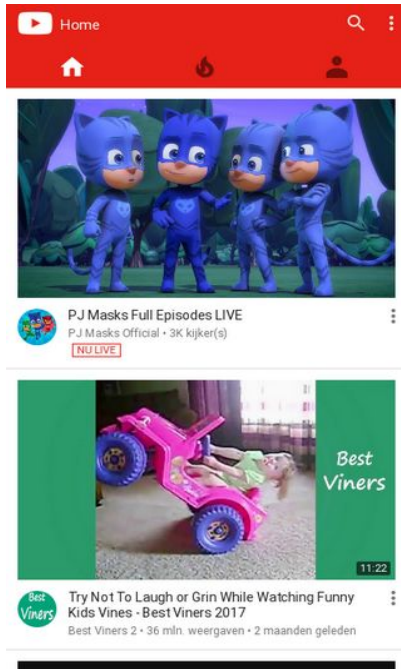 Home
PJ Masks Full Episodes LIVE
PJ Masks Official • 3K kijker(s)
NU LIVE
Best
Viners
11:22
Best
Viners
Try Not To Laugh or Grin While Watching Funny
Kids Vines - Best Viners 2017
Best Viners 2 • 36 mln. weergaven • 2 maanden geleden